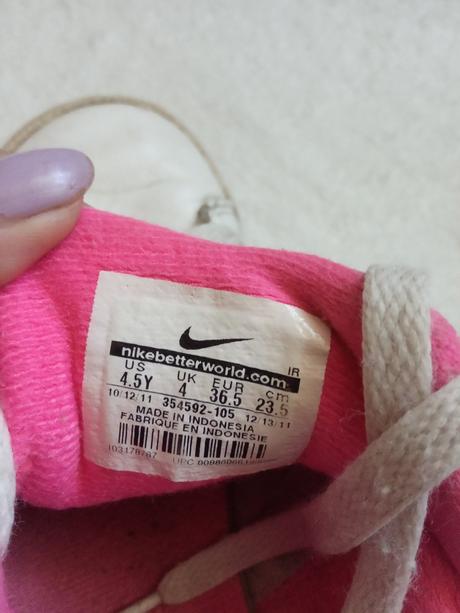 nikebetterworld.com
IR
US UK EUR cm
4.5Y 4 36.5 23.5
10/12/11 354592-105 12/13/11
MADE IN INDONESIA
FABRIQUE EN INDONESIE
UPC